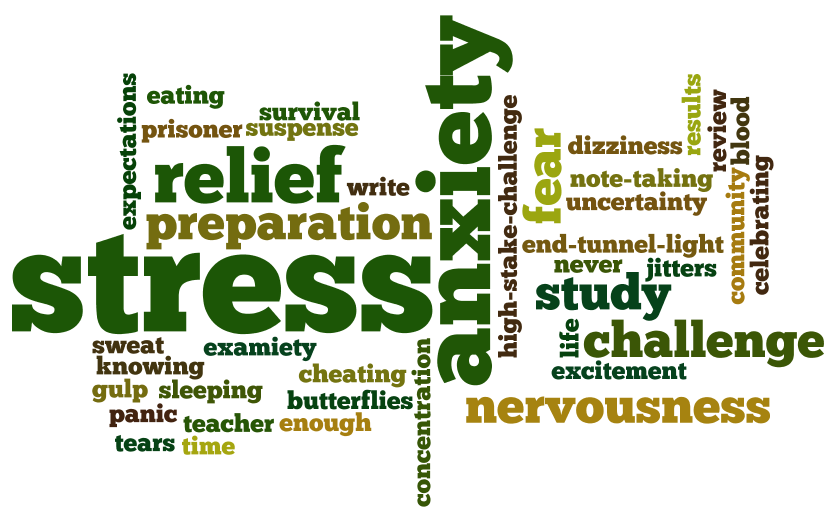 anxiety
expectations
eating
survival
prisoner
suspense
relief
write
preparation
stress
high-stake-challenge
fear
dizziness
results
review
blood
note-taking
uncertainty
community
celebrating
end-tunnel-light
never
jitters
study
life
challenge
excitement
nervousness
sweat
examiety
knowing
cheating
concentration
gulp
sleeping
butterflies
panic
teacher
enough
tears
time